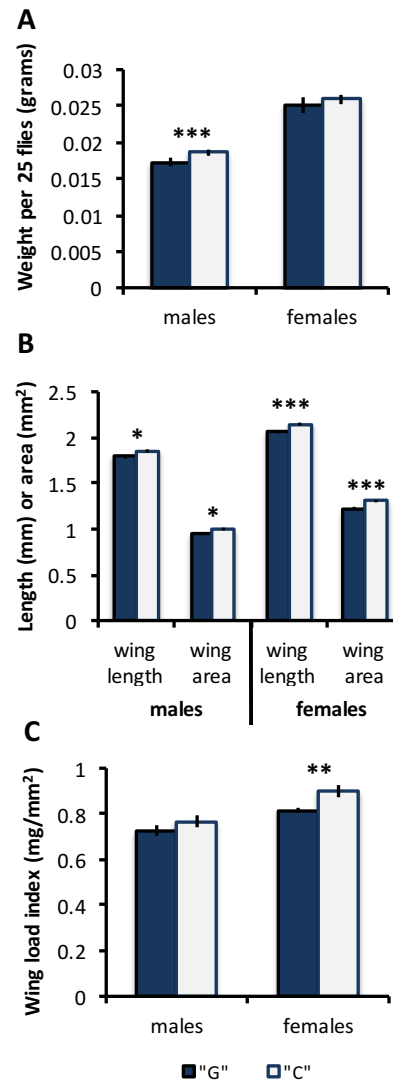 A
Weight per 25 flies (grams)
0.03
0.025
0.02
0.015
0.01
0.005
0
***
males females
B
Length (mm) or area (mm²)
2.5
2
1.5
1
0.5
0
* * *** ***
wing wing wing wing
length area length area
males females
C
Wing load index (mg/mm²)
1
0.8
0.6
0.4
0.2
0
**
males females
"G" "C"